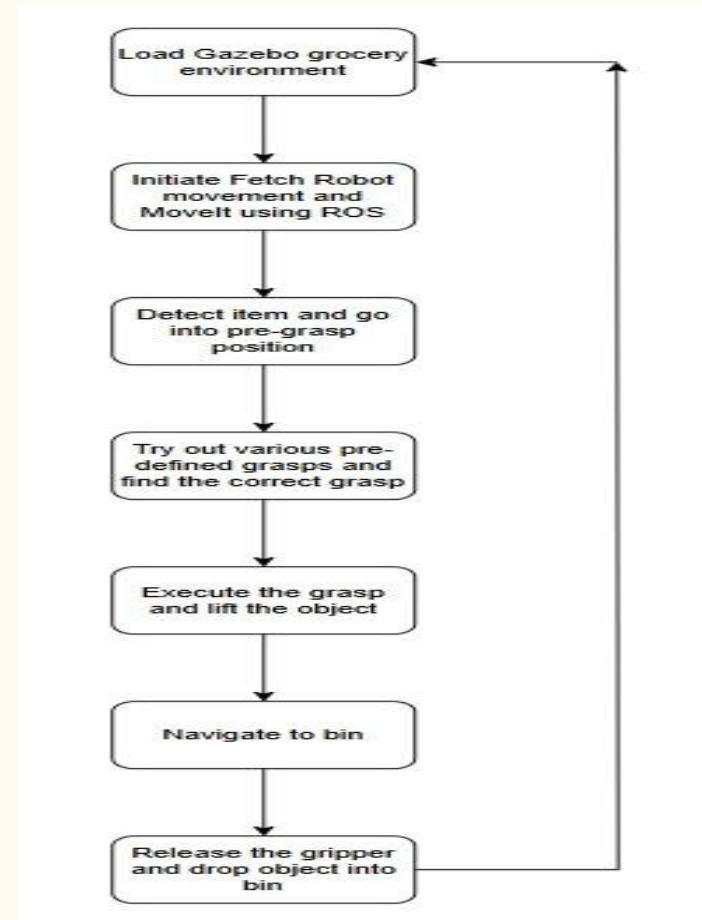 Load Gazebo grocery
environment
Initiate Fetch Robot
movement and
MoveIt using ROS
Detect item and go
into pre-grasp
position
Try out various pre-
defined grasps and
find the correct grasp
Execute the grasp
and lift the object
Navigate to bin
Release the gripper
and drop object into
bin